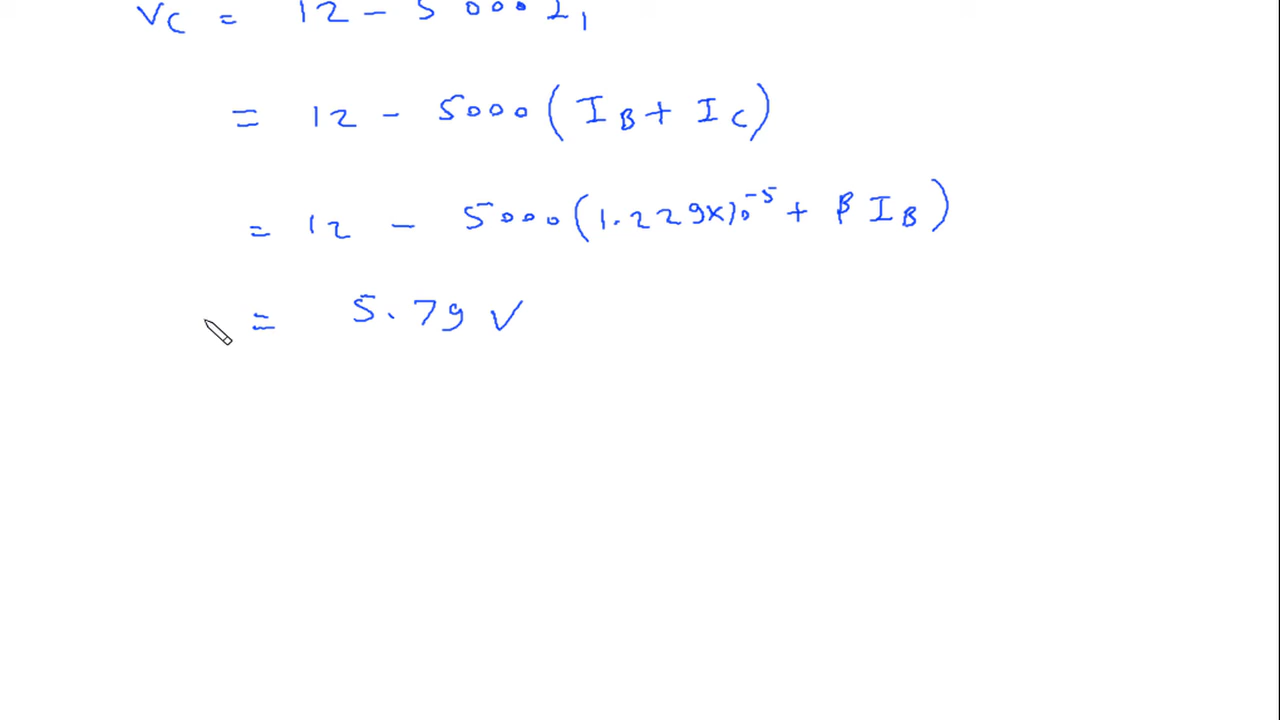 V_C = 12 - 5000 I_1
= 12 - 5000 (I_B + I_C)
= 12 - 5000 (1.229×10^-5 + β I_B)
= 5.79 V